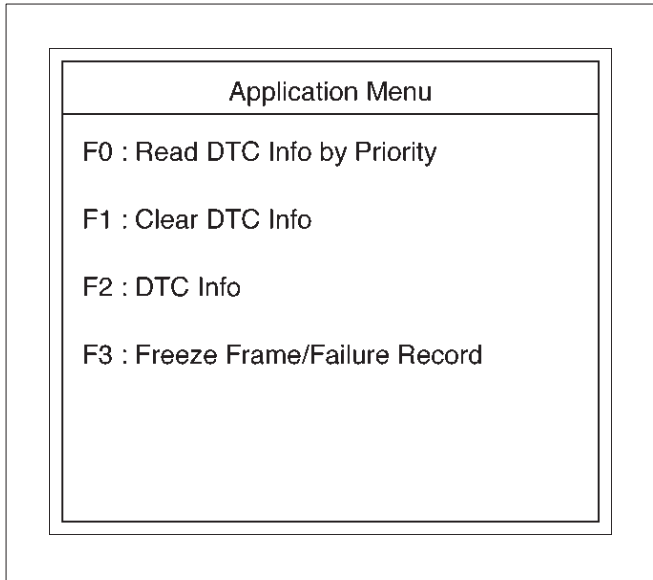 Application Menu
F0 : Read DTC Info by Priority
F1 : Clear DTC Info
F2 : DTC Info
F3 : Freeze Frame/Failure Record